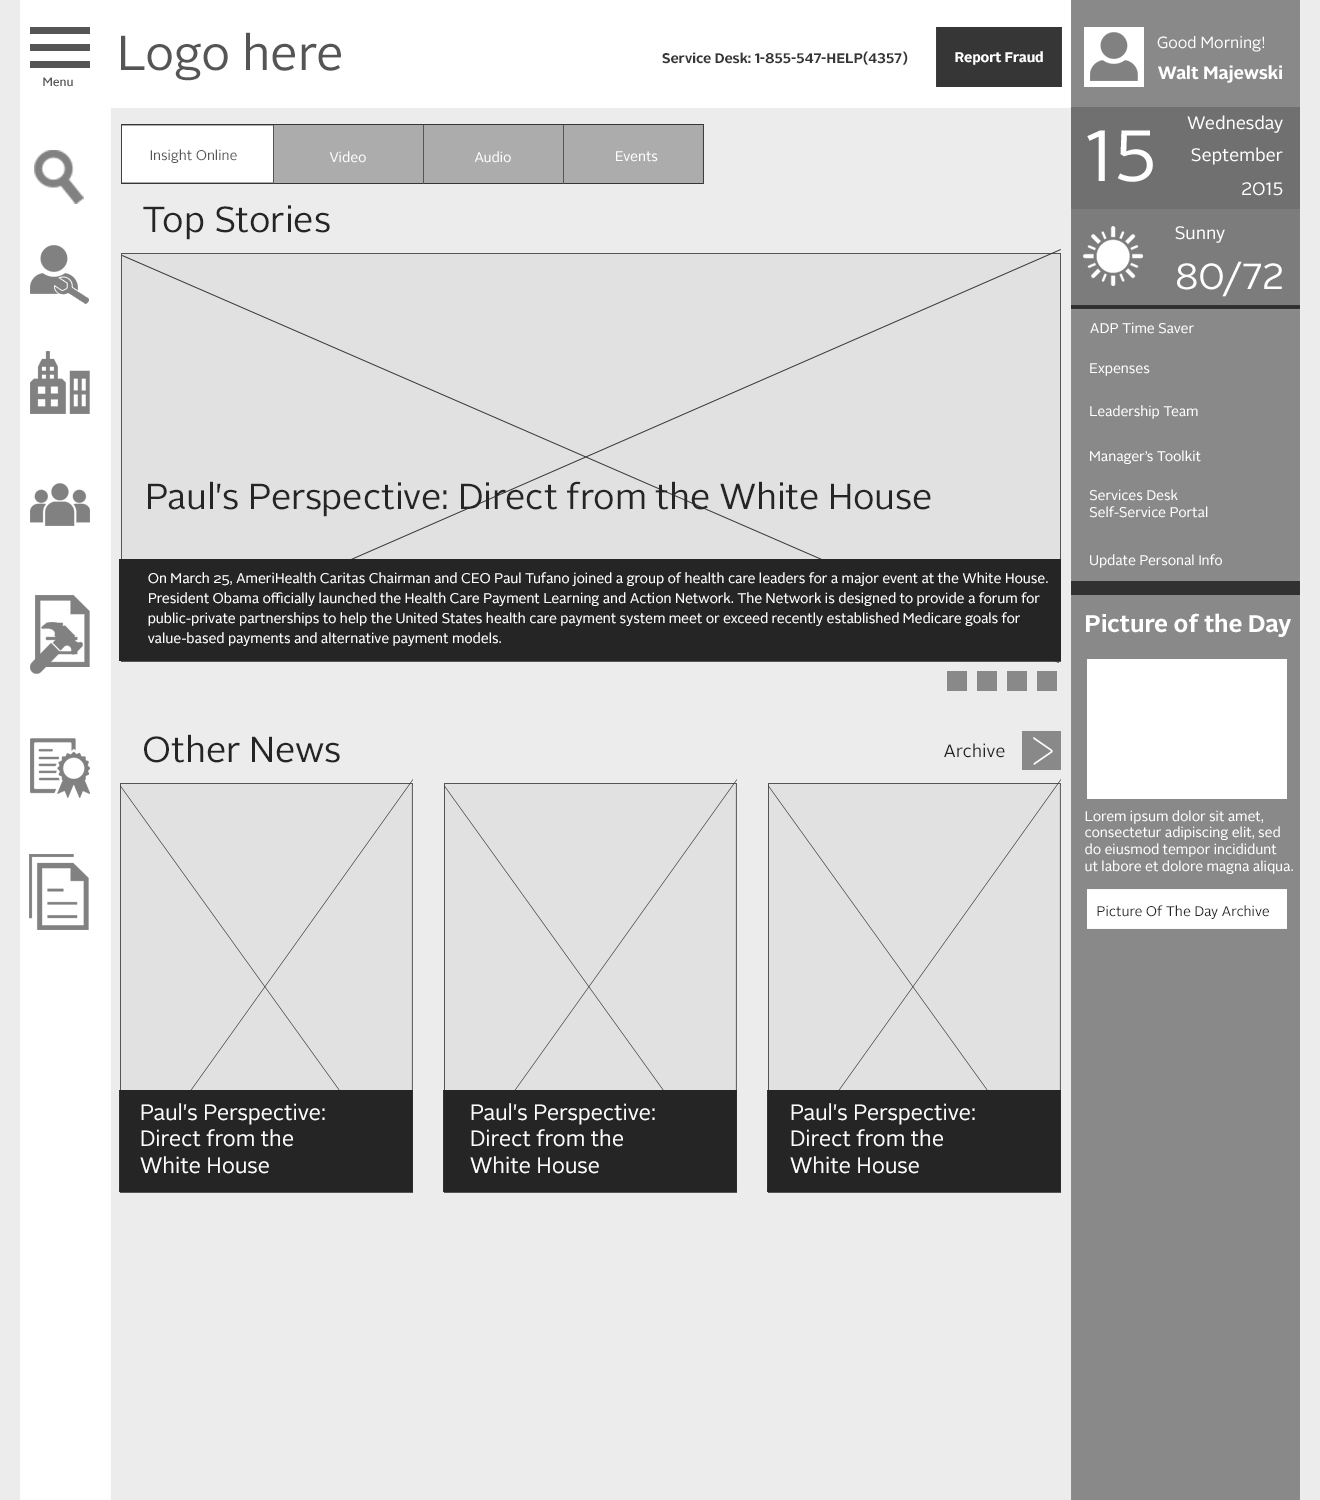 Menu
Logo here
Service Desk: 1-855-547-HELP(4357)
Report Fraud
Good Morning!
Walt Majewski
15
Wednesday
September
2015
Sunny
80/72
ADP Time Saver
Expenses
Leadership Team
Manager's Toolkit
Services Desk
Self-Service Portal
Update Personal Info
Picture of the Day
Lorem ipsum dolor sit amet,
consectetur adipiscing elit, sed
do eiusmod tempor incididunt
ut labore et dolore magna aliqua.
Picture Of The Day Archive
Insight Online
Video
Audio
Events
Top Stories
Paul's Perspective: Direct from the White House
On March 25, AmeriHealth Caritas Chairman and CEO Paul Tufano joined a group of health care leaders for a major event at the White House.
President Obama officially launched the Health Care Payment Learning and Action Network. The Network is designed to provide a forum for
public-private partnerships to help the United States health care payment system meet or exceed recently established Medicare goals for
value-based payments and alternative payment models.
Other News
Archive
Paul's Perspective:
Direct from the
White House
Paul's Perspective:
Direct from the
White House
Paul's Perspective:
Direct from the
White House